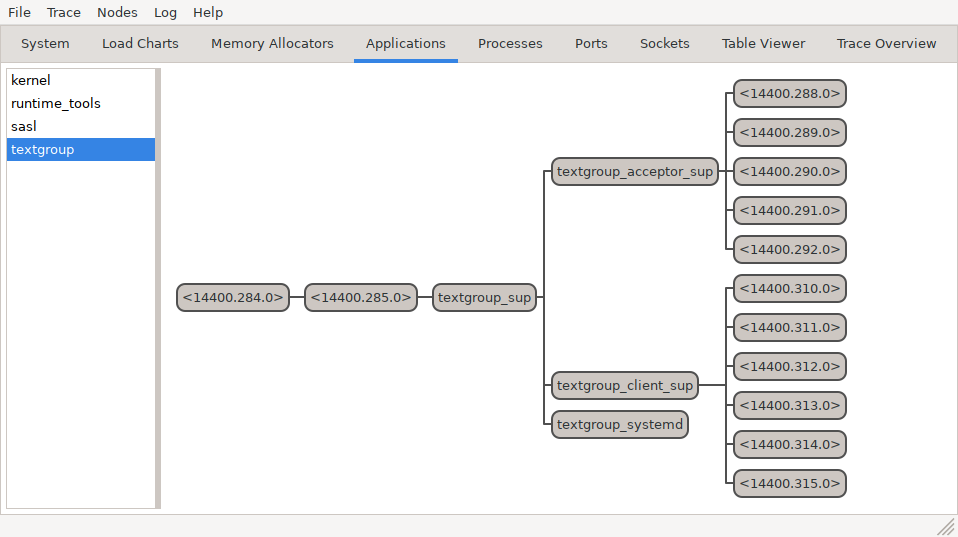 File Trace Nodes Log Help
System Load Charts Memory Allocators Applications Processes Ports Sockets Table Viewer Trace Overview
kernel
runtime_tools
sasl
textgroup
<14400.284.0>
<14400.285.0>
textgroup_sup
textgroup_acceptor_sup
<14400.288.0>
<14400.289.0>
<14400.290.0>
<14400.291.0>
<14400.292.0>
textgroup_client_sup
<14400.310.0>
<14400.311.0>
<14400.312.0>
<14400.313.0>
<14400.314.0>
<14400.315.0>
textgroup_systemd